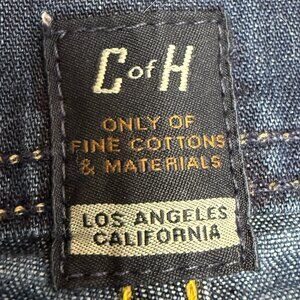 C of H
ONLY OF
FINE COTTONS
& MATERIALS
LOS ANGELES
CALIFORNIA